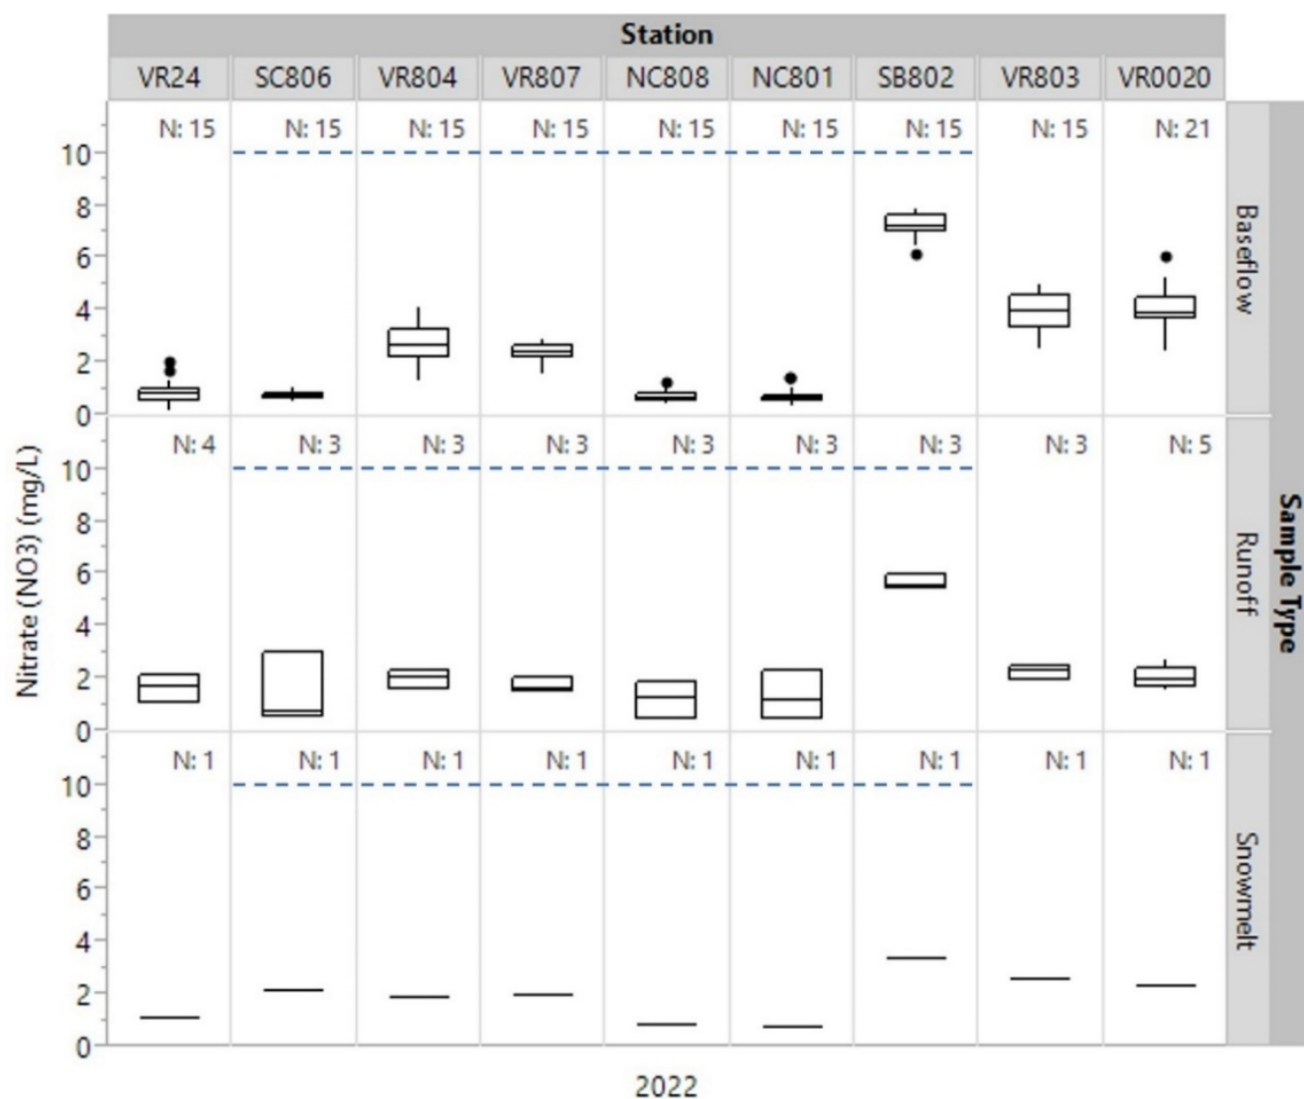 Station
VR24 SC806 VR804 VR807 NC808 NC801 SB802 VR803 VR0020
N: 15 N: 15 N: 15 N: 15 N: 15 N: 15 N: 15 N: 15 N: 21
10
8
6
4
2
0
Baseflow
N: 4 N: 3 N: 3 N: 3 N: 3 N: 3 N: 3 N: 3 N: 5
10
8
6
4
2
0
Runoff
N: 1 N: 1 N: 1 N: 1 N: 1 N: 1 N: 1 N: 1 N: 1
10
8
6
4
2
0
Snowmelt
Nitrate (NO3) (mg/L)
Sample Type
2022